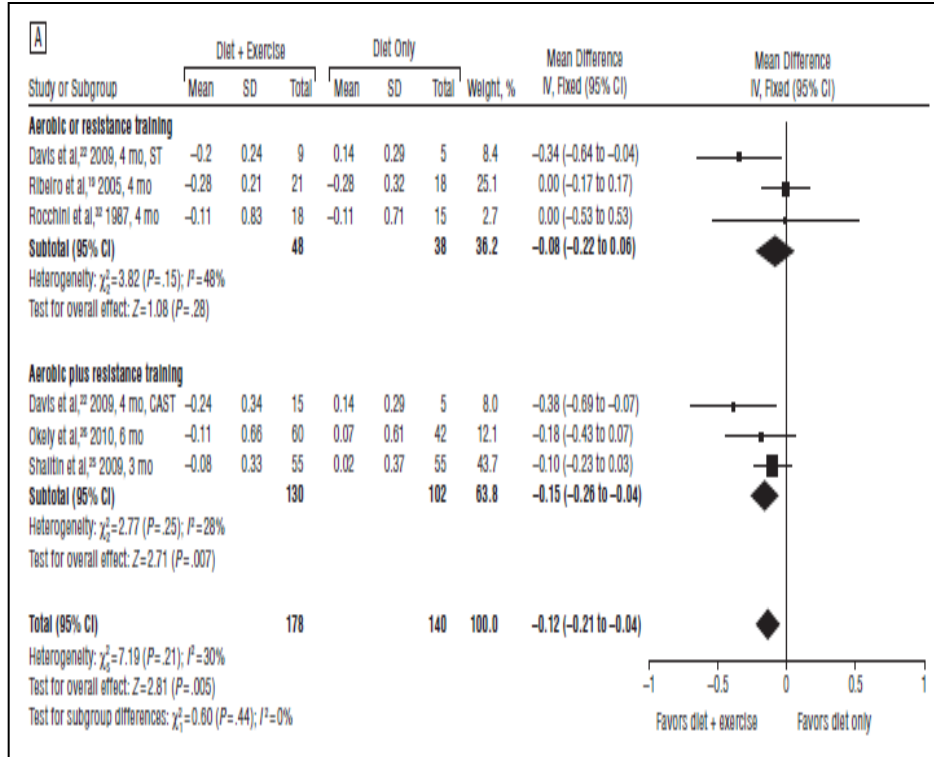 A
Diet + Exercise Diet Only Mean Difference Mean Difference
Study or Subgroup Mean SD Total Mean SD Total Weight, % IV, Fixed (95% CI) IV, Fixed (95% CI)
Aerobic or resistance training
Davis et al,²² 2009, 4 mo, ST −0.2 0.24 9 0.14 0.29 5 8.4 −0.34 (−0.64 to −0.04)
Ribeiro et al,¹⁹ 2005, 4 mo −0.28 0.21 21 −0.28 0.32 18 25.1 0.00 (−0.17 to 0.17)
Rocchini et al,³² 1987, 4 mo −0.11 0.83 18 −0.11 0.71 15 2.7 0.00 (−0.53 to 0.53)
Subtotal (95% CI) 48 38 36.2 −0.08 (−0.22 to 0.06)
Heterogeneity: χ²₂=3.82 (P=.15); I²=48%
Test for overall effect: Z=1.08 (P=.28)
Aerobic plus resistance training
Davis et al,²² 2009, 4 mo, CAST −0.24 0.34 15 0.14 0.29 5 8.0 −0.38 (−0.69 to −0.07)
Okely et al,²⁶ 2010, 6 mo −0.11 0.66 60 0.07 0.61 42 12.1 −0.18 (−0.43 to 0.07)
Shalitin et al,²⁵ 2009, 3 mo −0.08 0.33 55 0.02 0.37 55 43.7 −0.10 (−0.23 to 0.03)
Subtotal (95% CI) 130 102 63.8 −0.15 (−0.26 to −0.04)
Heterogeneity: χ²₂=2.77 (P=.25); I²=28%
Test for overall effect: Z=2.71 (P=.007)
Total (95% CI) 178 140 100.0 −0.12 (−0.21 to −0.04)
Heterogeneity: χ²₅=7.19 (P=.21); I²=30%
Test for overall effect: Z=2.81 (P=.005)
Test for subgroup differences: χ²₁=0.60 (P=.44); I²=0%
−1 −0.5 0 0.5 1
Favors diet + exercise Favors diet only